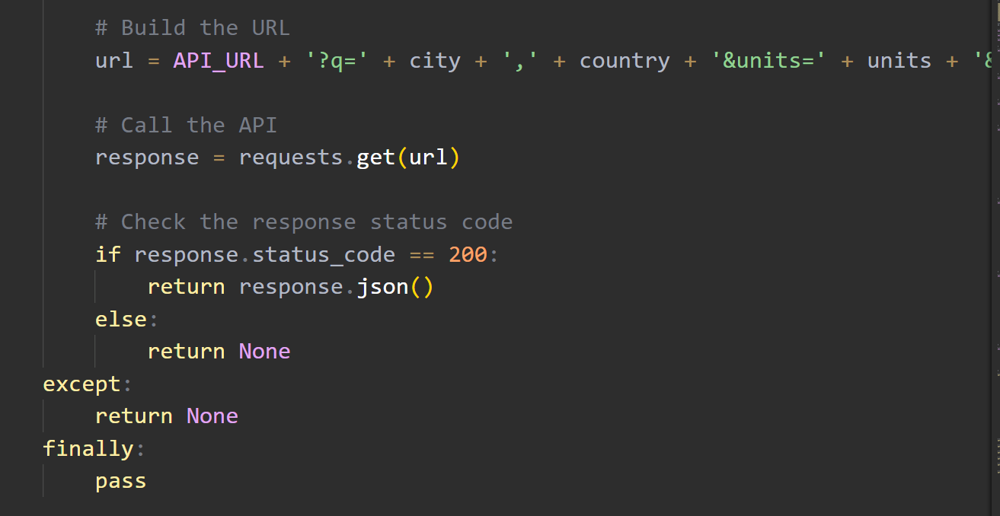 # Build the URL
url = API_URL + '?q=' + city + ',' + country + '&units=' + units + '&
# Call the API
response = requests.get(url)
# Check the response status code
if response.status_code == 200:
return response.json()
else:
return None
except:
return None
finally:
pass